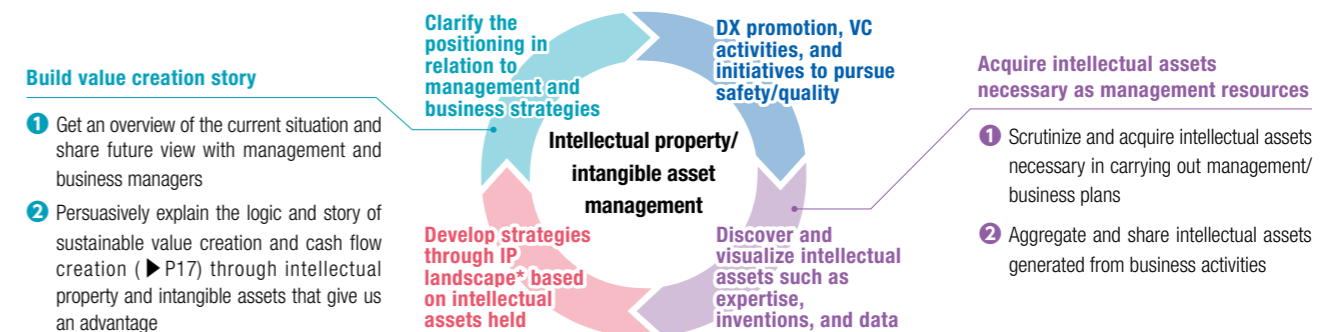 Build value creation story
❶ Get an overview of the current situation and
share future view with management and
business managers
❷ Persuasively explain the logic and story of
sustainable value creation and cash flow
creation (▶P17) through intellectual
property and intangible assets that give us
an advantage
Clarify the
positioning in
relation to
management and
business strategies
DX promotion, VC
activities, and
initiatives to pursue
safety/quality
Intellectual property/
intangible asset
management
Develop strategies
through IP
landscape* based
on intellectual
assets held
Discover and
visualize intellectual
assets such as
expertise,
inventions, and data
Acquire intellectual assets
necessary as management resources
❶ Scrutinize and acquire intellectual assets
necessary in carrying out management/
business plans
❷ Aggregate and share intellectual assets
generated from business activities